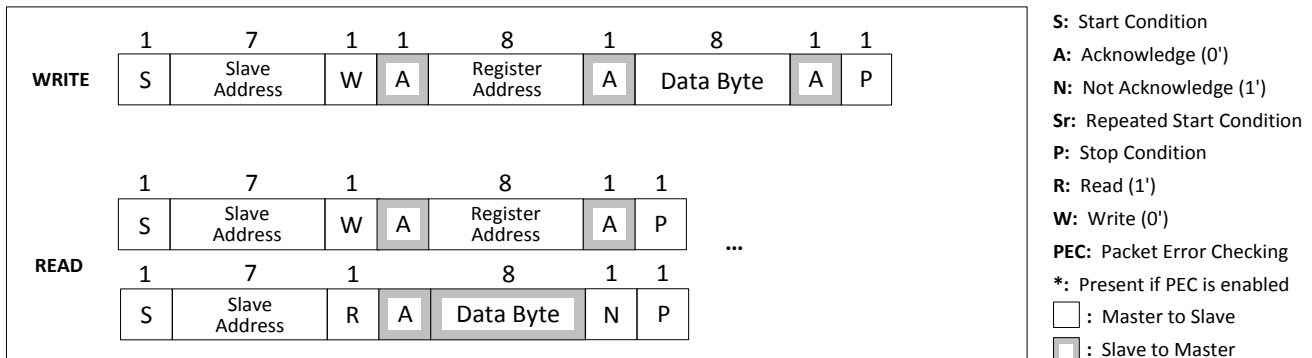 1 7 1 1 8 1 8 1 1
WRITE S Slave Address W A Register Address A Data Byte A P
1 7 1 8 1 1
S Slave Address W A Register Address A P ...
READ
1 7 1 8 1 1
S Slave Address R A Data Byte N P
S: Start Condition
A: Acknowledge (0')
N: Not Acknowledge (1')
Sr: Repeated Start Condition
P: Stop Condition
R: Read (1')
W: Write (0')
PEC: Packet Error Checking
*: Present if PEC is enabled
: Master to Slave
: Slave to Master